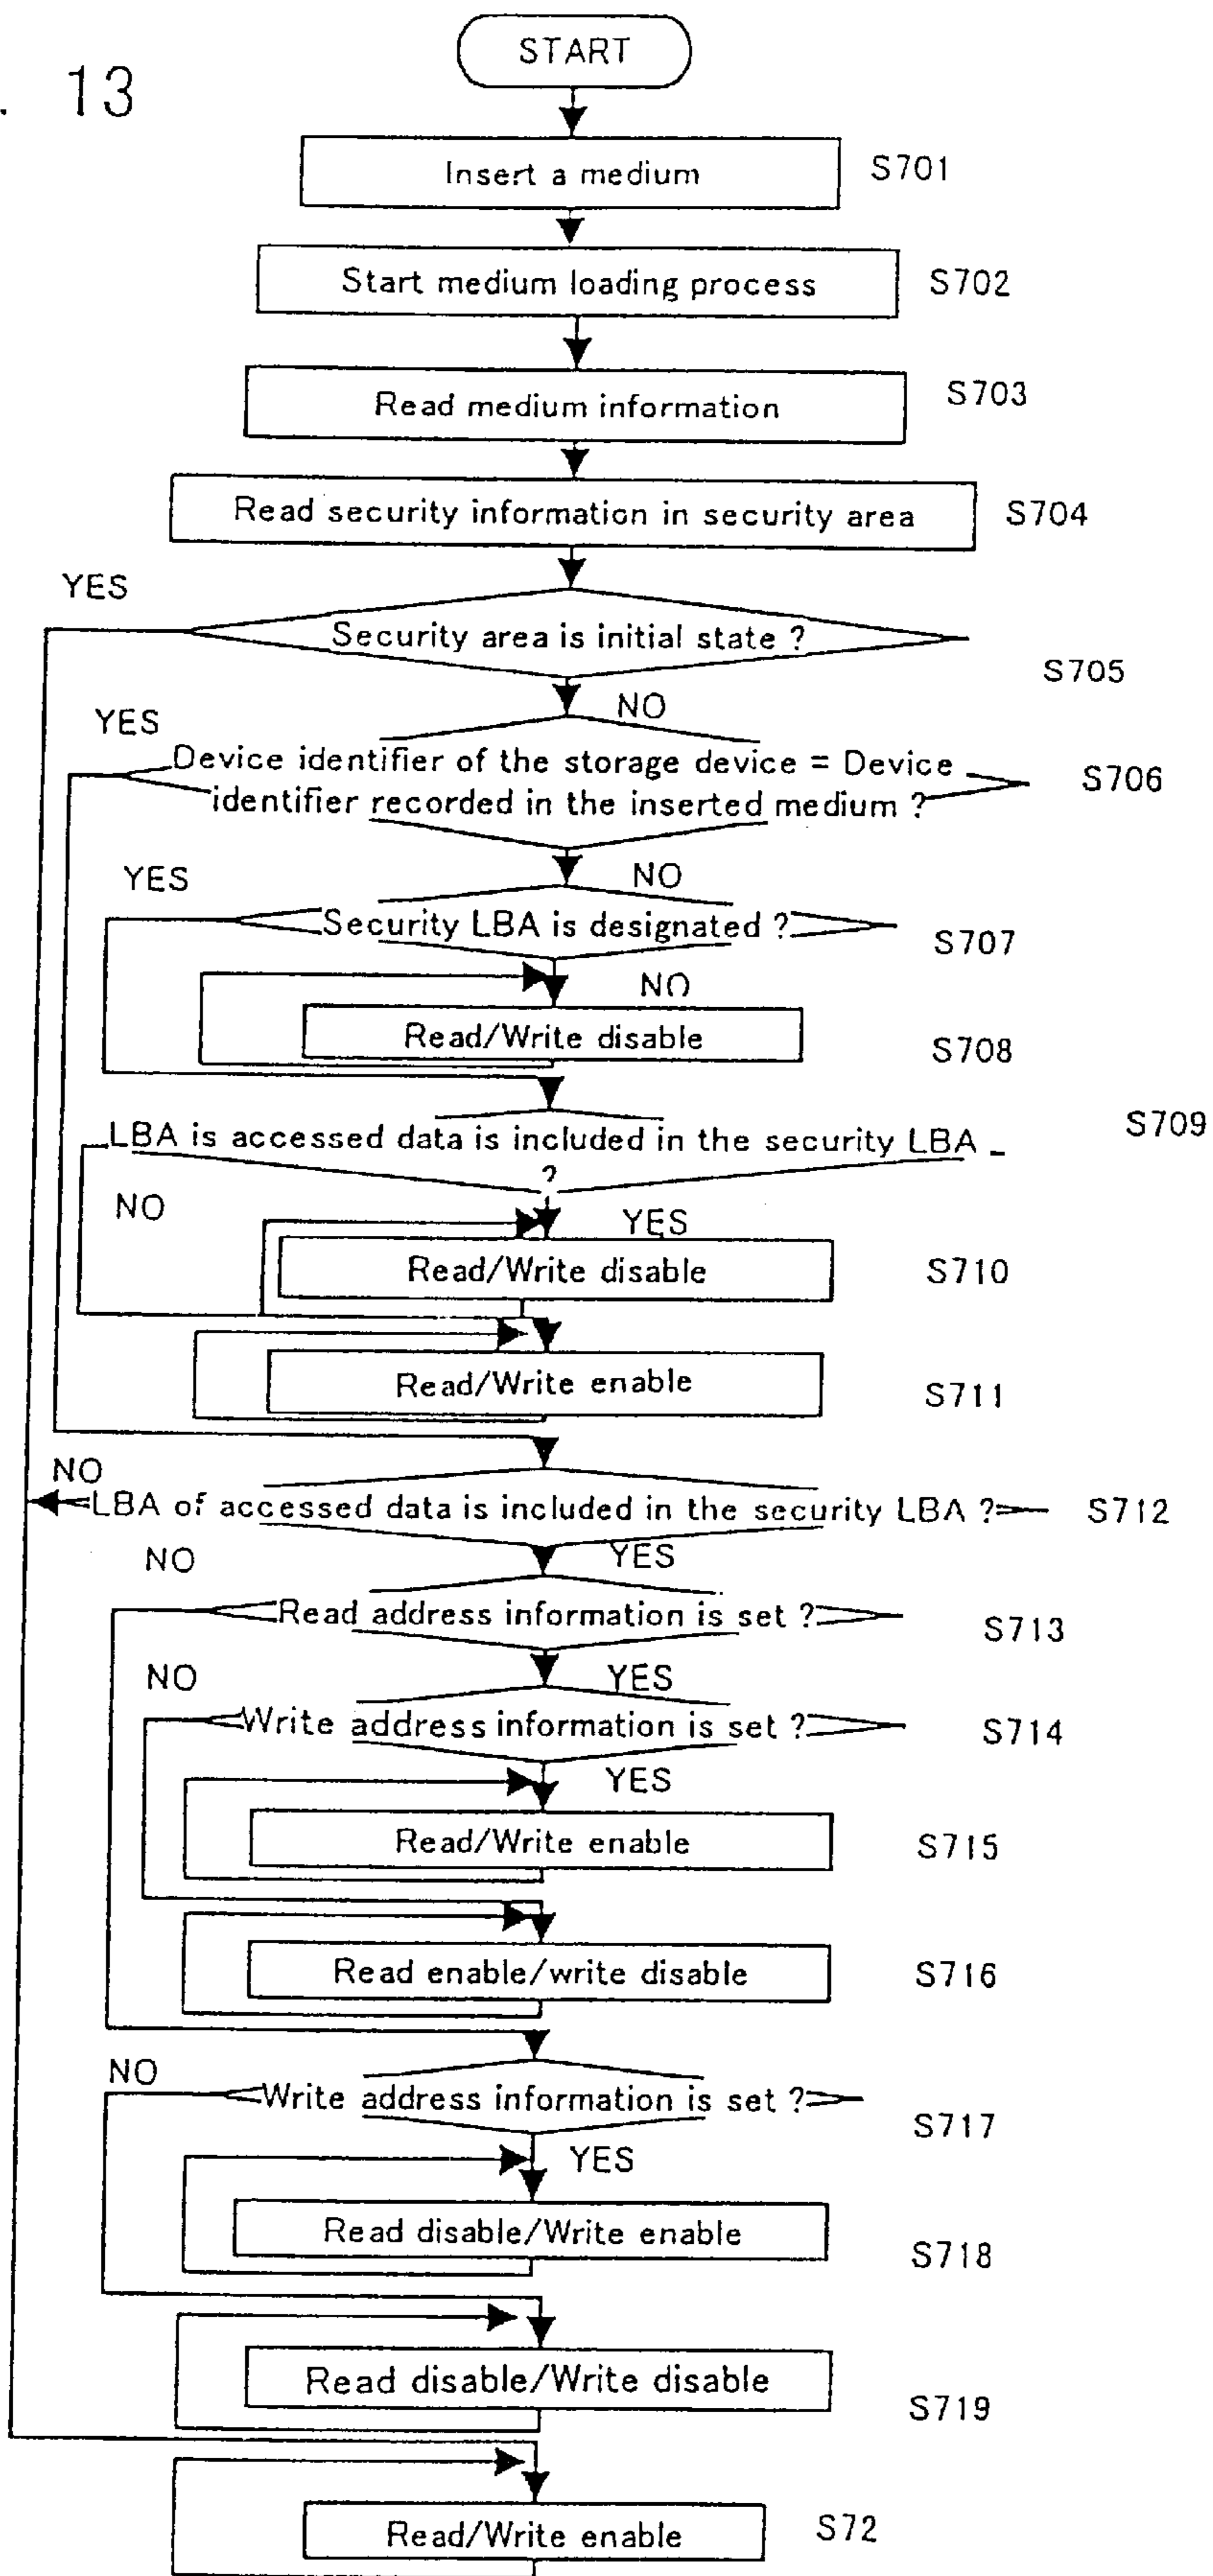 . 13
START
Insert a medium S701
Start medium loading process S702
Read medium information S703
Read security information in security area S704
YES
Security area is initial state ?
S705
NO
YES
Device identifier of the storage device = Device
identifier recorded in the inserted medium ?
S706
NO
YES
Security LBA is designated ? S707
NO
Read/Write disable S708
S709
LBA is accessed data is included in the security LBA
?
NO
YES
Read/Write disable S710
Read/Write enable S711
NO
LBA of accessed data is included in the security LBA ? S712
NO
YES
Read address information is set ? S713
NO
YES
Write address information is set ? S714
YES
Read/Write enable S715
Read enable/write disable S716
NO
Write address information is set ? S717
YES
Read disable/Write enable S718
Read disable/Write disable S719
Read/Write enable S72